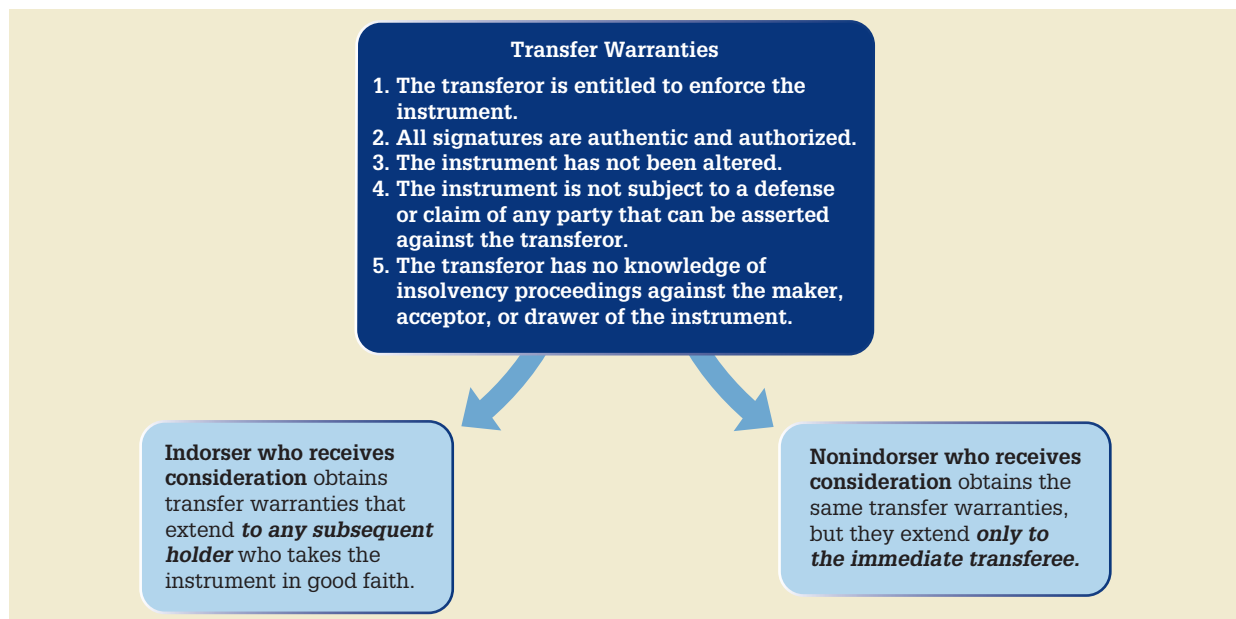 Transfer Warranties
1. The transferor is entitled to enforce the
instrument.
2. All signatures are authentic and authorized.
3. The instrument has not been altered.
4. The instrument is not subject to a defense
or claim of any party that can be asserted
against the transferor.
5. The transferor has no knowledge of
insolvency proceedings against the maker,
acceptor, or drawer of the instrument.
Indorser who receives
consideration obtains
transfer warranties that
extend to any subsequent
holder who takes the
instrument in good faith.
Nonindorser who receives
consideration obtains the
same transfer warranties,
but they extend only to
the immediate transferee.